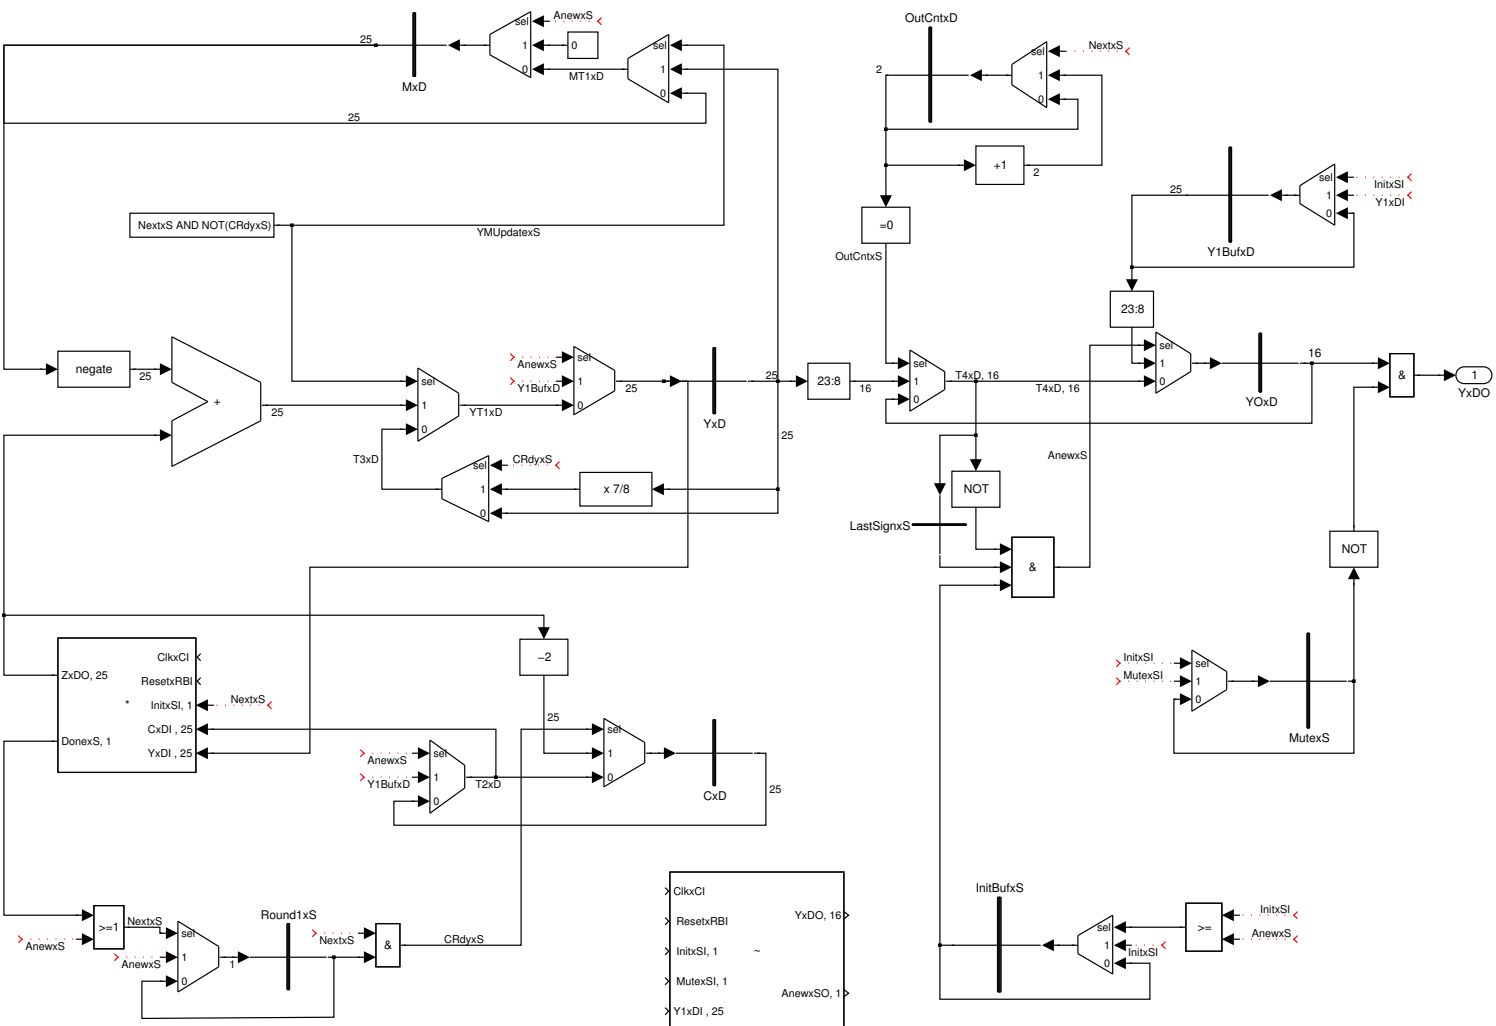 25
MxD
sel
1
0
AnewxS
0
MT1xD
sel
1
0
25
OutCntxD
2
sel
1
0
NextxS
+1
2
=0
OutCntxS
25
Y1BufxD
sel
1
0
InitxSI
Y1xDI
23:8
NextxS AND NOT(CRdyxS)
YMUpdatexS
negate
25
+
25
sel
1
0
YT1xD
T3xD
AnewxS
Y1BufxD
sel
1
0
25
YxD
25
23:8
16
25
sel
1
0
CRdyxS
x 7/8
sel
1
0
T4xD, 16
T4xD, 16
AnewxS
sel
1
0
YOxD
16
&
1
YxDO
NOT
LastSignxS
&
NOT
InitxSI
MutexSI
sel
1
0
MutexS
ZxDO, 25
DonexS, 1
*
ClkxCI
ResetxRBI
InitxSI, 1
CxDI , 25
YxDI , 25
NextxS
−2
25
AnewxS
Y1BufxD
sel
1
0
T2xD
sel
1
0
CxD
25
>=1
AnewxS
NextxS
AnewxS
sel
1
0
1
Round1xS
NextxS
&
CRdyxS
ClkxCI
ResetxRBI
InitxSI, 1
MutexSI, 1
Y1xDI , 25
~
YxDO, 16
AnewxSO, 1
InitBufxS
sel
1
0
InitxSI
>=
InitxSI
AnewxS